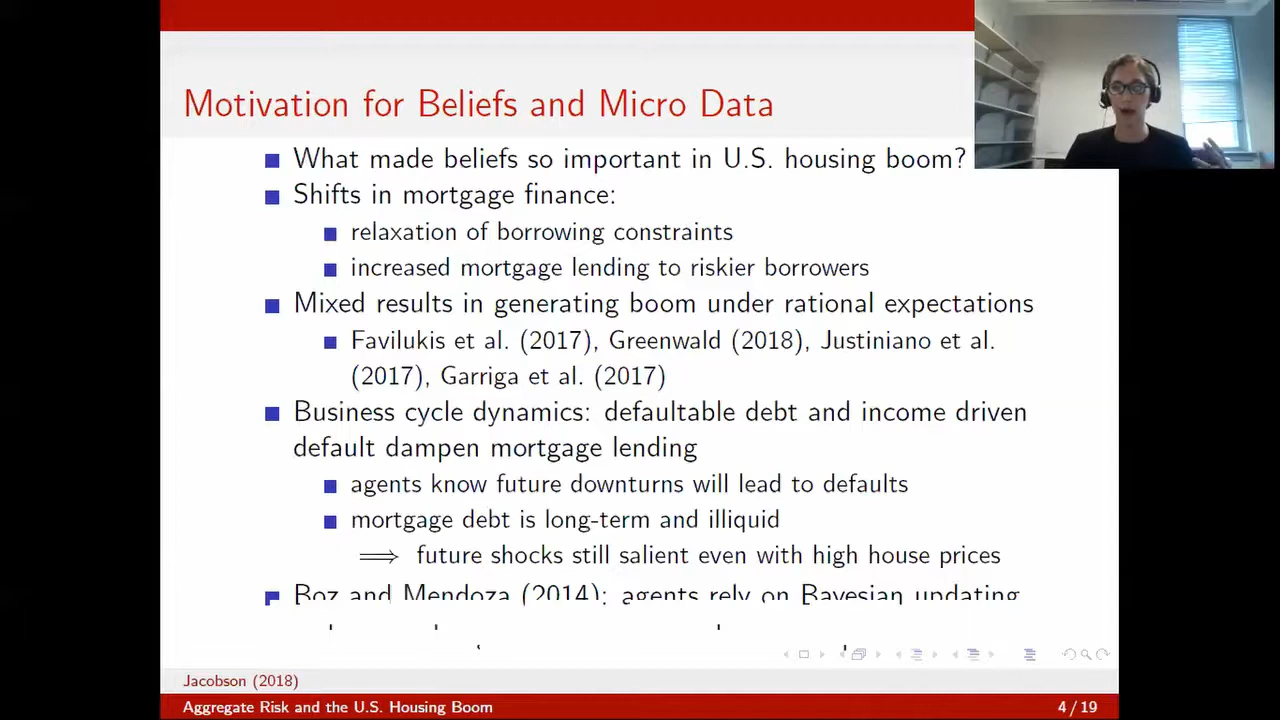 Motivation for Beliefs and Micro Data
What made beliefs so important in U.S. housing boom?
Shifts in mortgage finance:
relaxation of borrowing constraints
increased mortgage lending to riskier borrowers
Mixed results in generating boom under rational expectations
Favilukis et al. (2017), Greenwald (2018), Justiniano et al.
(2017), Garriga et al. (2017)
Business cycle dynamics: defaultable debt and income driven
default dampen mortgage lending
agents know future downturns will lead to defaults
mortgage debt is long-term and illiquid
⟹ future shocks still salient even with high house prices
Boz and Mendoza (2014): agents rely on Bayesian updating
Jacobson (2018)
Aggregate Risk and the U.S. Housing Boom
4 / 19